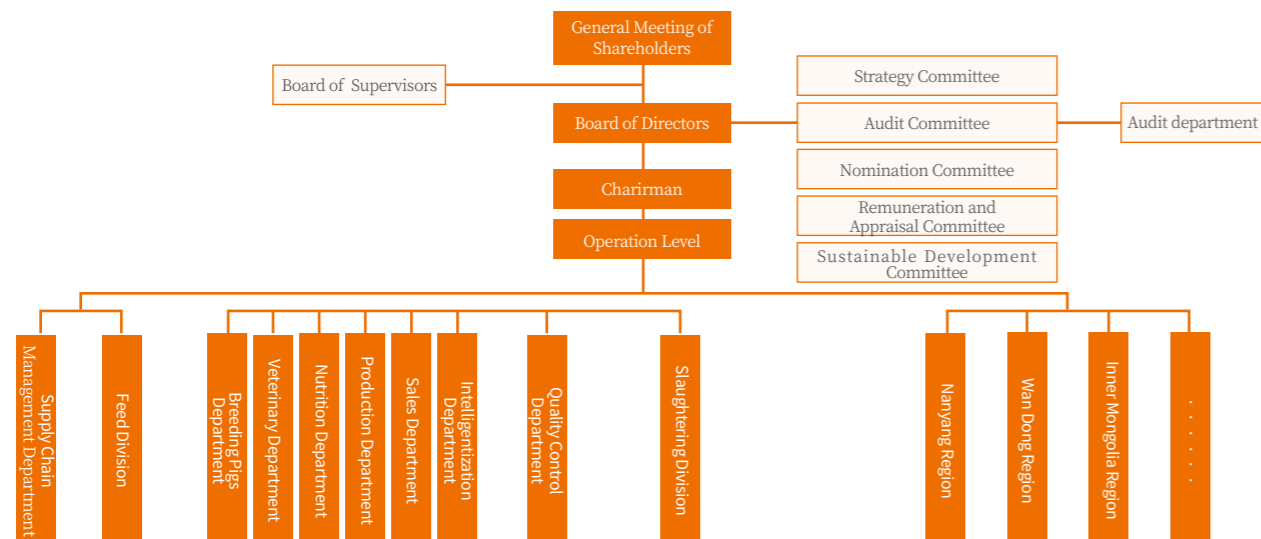 General Meeting of
Shareholders
Board of Supervisors
Strategy Committee
Board of Directors
Audit Committee
Audit department
Nomination Committee
Charirman
Remuneration and
Appraisal Committee
Operation Level
Sustainable Development
Committee
Supply Chain
Management Department
Feed Division
Breeding Pigs
Department
Veterinary Department
Nutrition Department
Production Department
Sales Department
Intelligentization
Department
Quality Control
Department
Slaughtering Division
Nanyang Region
Wan Dong Region
Inner Mongolia Region
. . . . . .